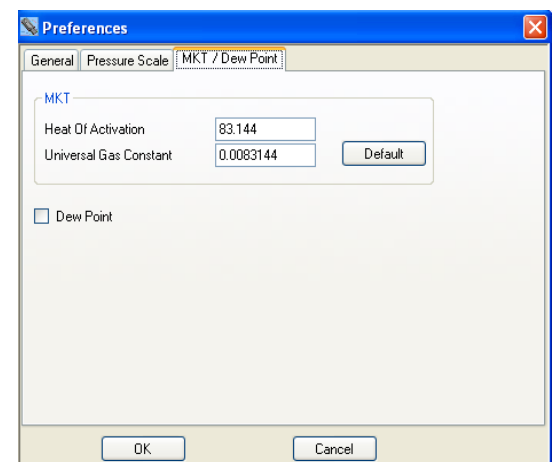 Preferences
General Pressure Scale MKT / Dew Point
MKT
Heat Of Activation 83.144
Universal Gas Constant 0.0083144 Default
Dew Point
OK Cancel